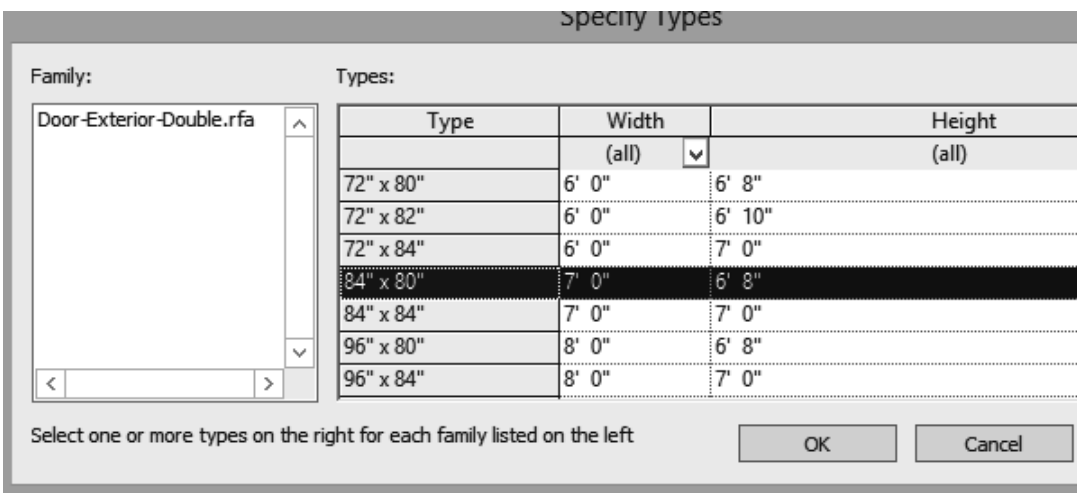 Specify Types
Family:
Types:
Door-Exterior-Double.rfa
Type Width Height
(all) (all)
72" x 80" 6' 0" 6' 8"
72" x 82" 6' 0" 6' 10"
72" x 84" 6' 0" 7' 0"
84" x 80" 7' 0" 6' 8"
84" x 84" 7' 0" 7' 0"
96" x 80" 8' 0" 6' 8"
96" x 84" 8' 0" 7' 0"
Select one or more types on the right for each family listed on the left
OK Cancel